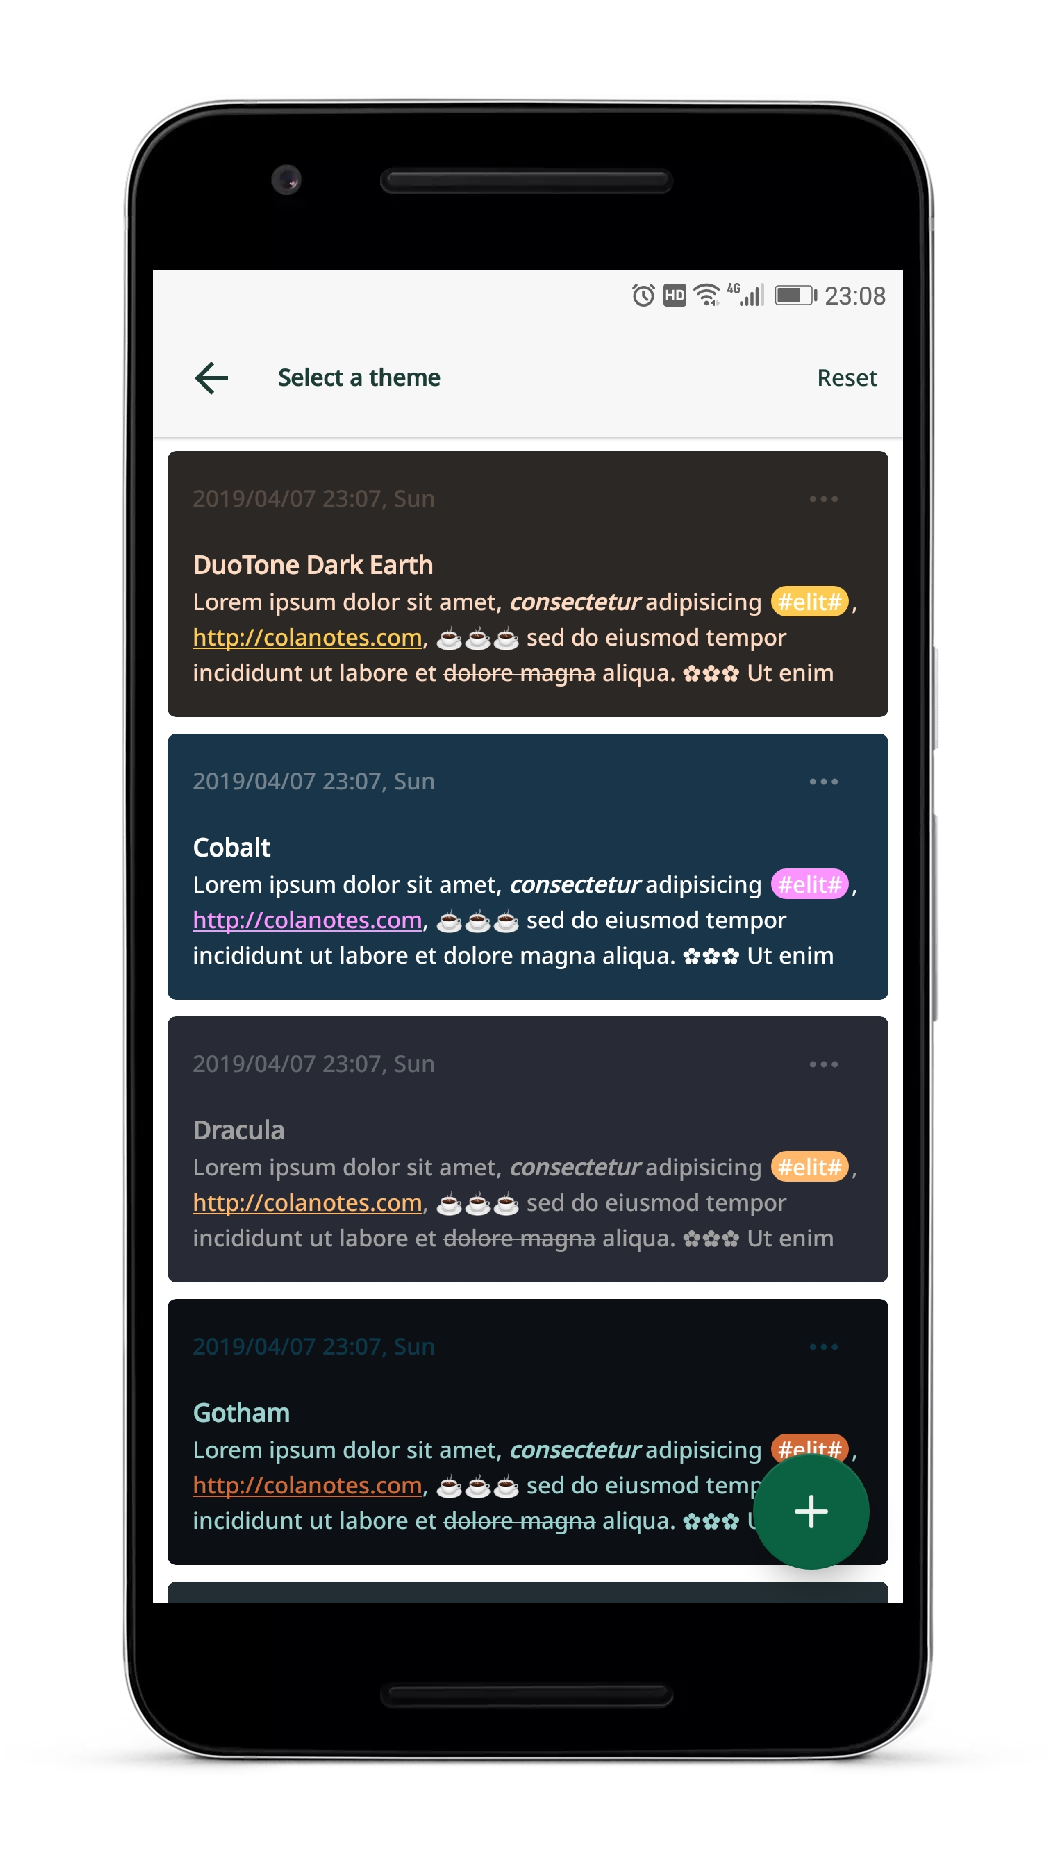 HD 4G 23:08
Select a theme Reset
2019/04/07 23:07, Sun
DuoTone Dark Earth
Lorem ipsum dolor sit amet, consectetur adipisicing #elit#,
http://colanotes.com, ☕☕☕ sed do eiusmod tempor
incididunt ut labore et dolore magna aliqua. ✿✿✿ Ut enim
2019/04/07 23:07, Sun
Cobalt
Lorem ipsum dolor sit amet, consectetur adipisicing #elit#,
http://colanotes.com, ☕☕☕ sed do eiusmod tempor
incididunt ut labore et dolore magna aliqua. ✿✿✿ Ut enim
2019/04/07 23:07, Sun
Dracula
Lorem ipsum dolor sit amet, consectetur adipisicing #elit#,
http://colanotes.com, ☕☕☕ sed do eiusmod tempor
incididunt ut labore et dolore magna aliqua. ✿✿✿ Ut enim
2019/04/07 23:07, Sun
Gotham
Lorem ipsum dolor sit amet, consectetur adipisicing #elit#,
http://colanotes.com, ☕☕☕ sed do eiusmod temp
incididunt ut labore et dolore magna aliqua. ✿✿✿